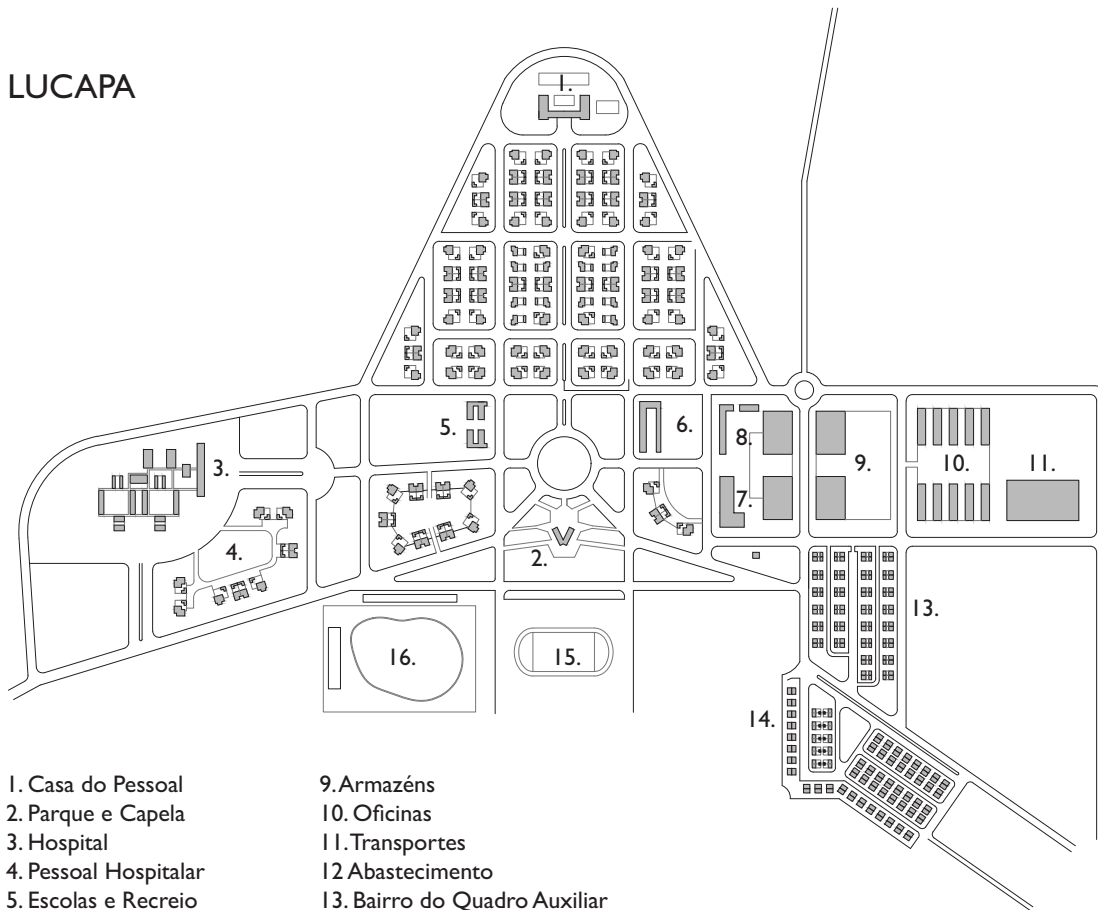 LUCAPA
1.
5.
6.
8.
3.
9.
10.
11.
7.
4.
2.
13.
16.
15.
14.
1. Casa do Pessoal
2. Parque e Capela
3. Hospital
4. Pessoal Hospitalar
5. Escolas e Recreio
9. Armazéns
10. Oficinas
11. Transportes
12 Abastecimento
13. Bairro do Quadro Auxiliar